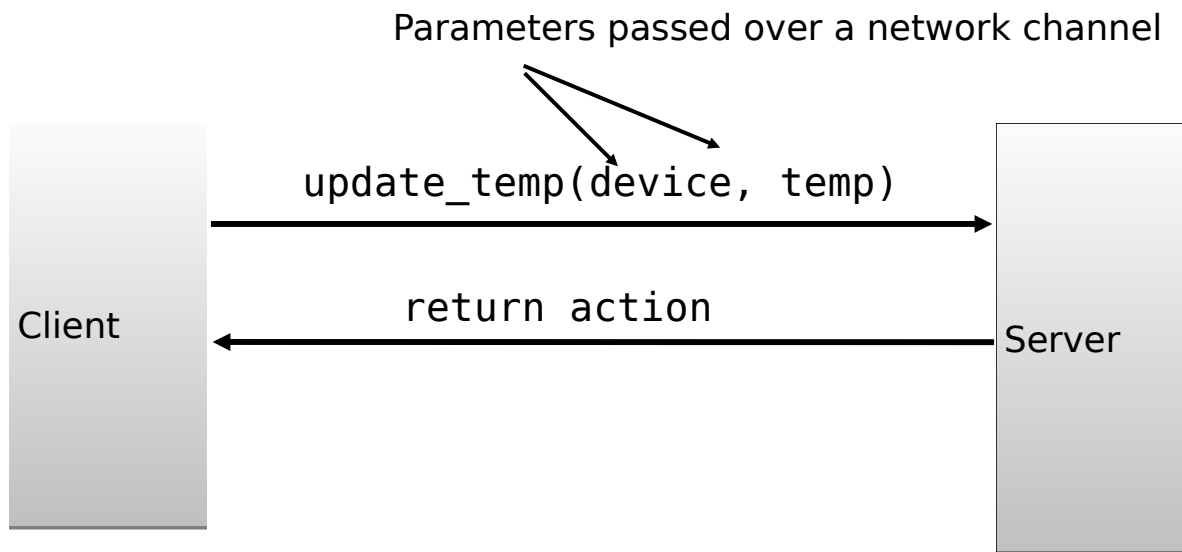 Parameters passed over a network channel
update_temp(device, temp)
return action
Client
Server